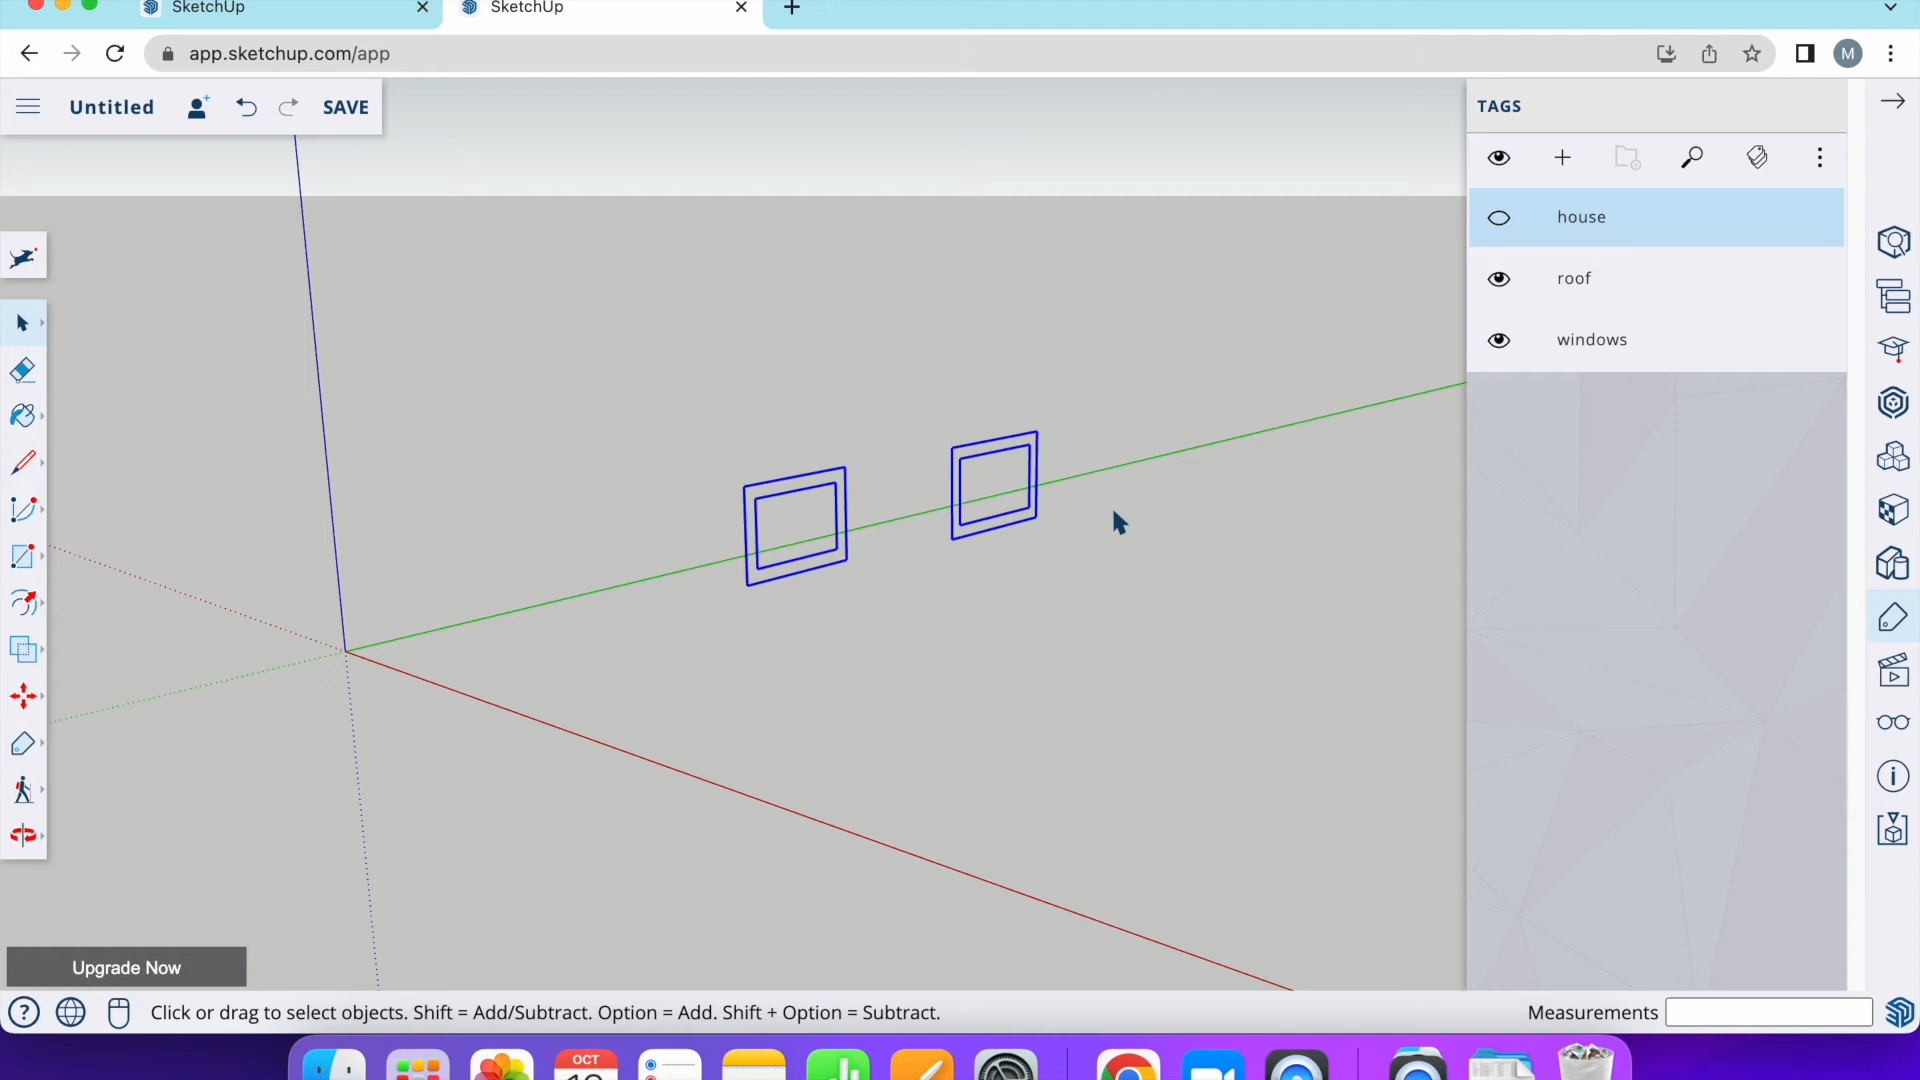 SketchUp
SketchUp
app.sketchup.com/app
M
Untitled
SAVE
TAGS
house
roof
windows
Upgrade Now
Click or drag to select objects. Shift = Add/Subtract. Option = Add. Shift + Option = Subtract.
Measurements
OCT